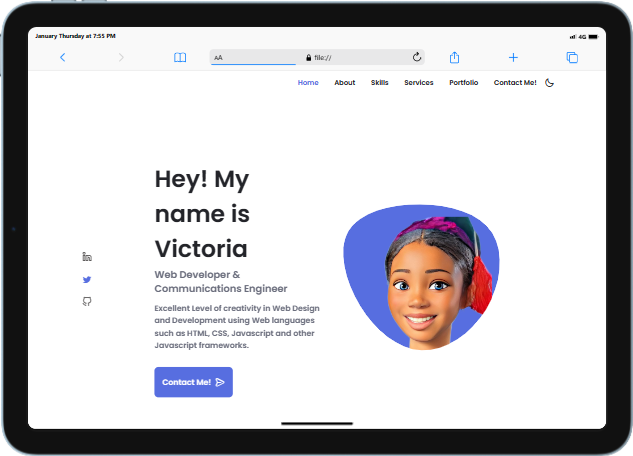 January Thursday at 7:55 PM
4G
AA
file://
Home About Skills Services Portfolio Contact Me!
Hey! My
name is
Victoria
Web Developer &
Communications Engineer
Excellent Level of creativity in Web Design
and Development using Web languages
such as HTML, CSS, Javascript and other
Javascript frameworks.
Contact Me!